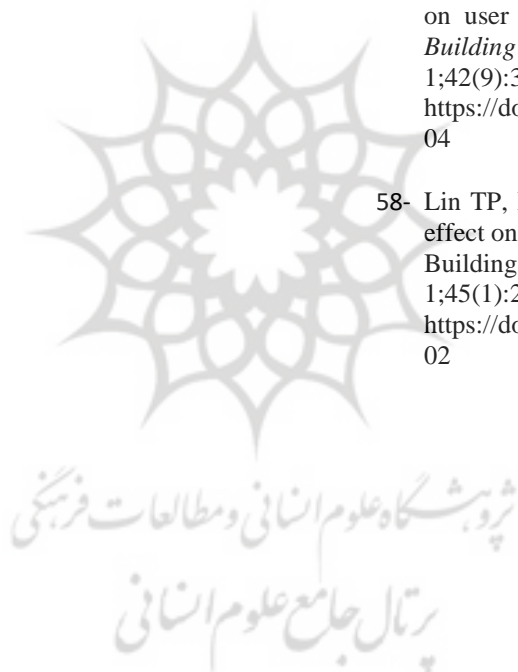 on user
Building
1;42(9):3
https://do
04
58- Lin TP,
effect on
Building
1;45(1):2
https://do
02
پژوهشگاه علوم انسانی و مطالعات فرهنگی
پرتال جامع علوم انسانی